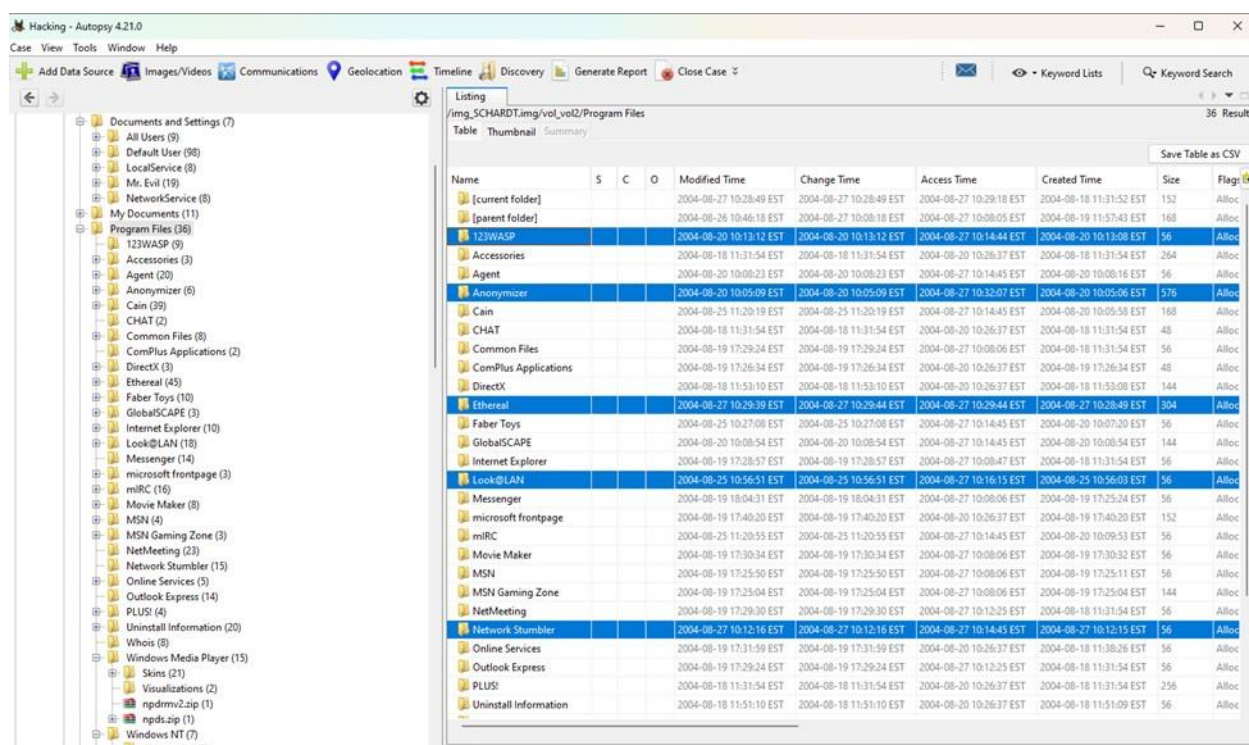 Hacking - Autopsy 4.21.0
Case View Tools Window Help
Add Data Source Images/Videos Communications Geolocation Timeline Discovery Generate Report Close Case Keyword Lists Keyword Search
Documents and Settings (7)
All Users (9)
Default User (98)
LocalService (8)
Mr. Evil (19)
NetworkService (8)
My Documents (11)
Program Files (36)
123WASP (9)
Accessories (3)
Agent (20)
Anonymizer (6)
Cain (39)
CHAT (2)
Common Files (8)
ComPlus Applications (2)
DirectX (3)
Ethereal (45)
Faber Toys (10)
GlobalSCAPE (3)
Internet Explorer (10)
Look@LAN (18)
Messenger (14)
microsoft frontpage (3)
mIRC (16)
Movie Maker (8)
MSN (4)
MSN Gaming Zone (3)
NetMeeting (23)
Network Stumbler (15)
Online Services (5)
Outlook Express (14)
PLUS! (4)
Uninstall Information (20)
Whois (8)
Windows Media Player (15)
Skins (21)
Visualizations (2)
npdrmv2.zip (1)
npds.zip (1)
Windows NT (7)
Listing
/img_SCHARDT.img/vol_vol2/Program Files 36 Result
Table Thumbnail Summary
Save Table as CSV
Name S C O Modified Time Change Time Access Time Created Time Size Flags
[current folder] 2004-08-27 10:28:49 EST 2004-08-27 10:28:49 EST 2004-08-27 10:29:18 EST 2004-08-18 11:31:52 EST 152 Alloc
[parent folder] 2004-08-26 10:46:18 EST 2004-08-27 10:08:18 EST 2004-08-27 10:08:05 EST 2004-08-19 11:57:43 EST 168 Alloc
123WASP 2004-08-20 10:13:12 EST 2004-08-20 10:13:12 EST 2004-08-27 10:14:44 EST 2004-08-20 10:13:08 EST 56 Alloc
Accessories 2004-08-18 11:31:54 EST 2004-08-18 11:31:54 EST 2004-08-20 10:26:37 EST 2004-08-18 11:31:54 EST 264 Alloc
Agent 2004-08-20 10:08:23 EST 2004-08-20 10:08:23 EST 2004-08-27 10:14:45 EST 2004-08-20 10:08:16 EST 56 Alloc
Anonymizer 2004-08-20 10:05:09 EST 2004-08-20 10:05:09 EST 2004-08-27 10:32:07 EST 2004-08-20 10:05:06 EST 576 Alloc
Cain 2004-08-25 11:20:19 EST 2004-08-25 11:20:19 EST 2004-08-27 10:14:45 EST 2004-08-20 10:05:58 EST 168 Alloc
CHAT 2004-08-18 11:31:54 EST 2004-08-18 11:31:54 EST 2004-08-20 10:26:37 EST 2004-08-18 11:31:54 EST 48 Alloc
Common Files 2004-08-19 17:29:24 EST 2004-08-19 17:29:24 EST 2004-08-27 10:08:06 EST 2004-08-18 11:31:54 EST 56 Alloc
ComPlus Applications 2004-08-19 17:26:34 EST 2004-08-19 17:26:34 EST 2004-08-20 10:26:37 EST 2004-08-19 17:26:34 EST 48 Alloc
DirectX 2004-08-18 11:53:10 EST 2004-08-18 11:53:10 EST 2004-08-20 10:26:37 EST 2004-08-18 11:53:08 EST 144 Alloc
Ethereal 2004-08-27 10:29:39 EST 2004-08-27 10:29:44 EST 2004-08-27 10:29:44 EST 2004-08-27 10:28:49 EST 304 Alloc
Faber Toys 2004-08-25 10:27:08 EST 2004-08-25 10:27:08 EST 2004-08-27 10:14:45 EST 2004-08-20 10:07:20 EST 56 Alloc
GlobalSCAPE 2004-08-20 10:08:54 EST 2004-08-20 10:08:54 EST 2004-08-27 10:14:45 EST 2004-08-20 10:08:54 EST 144 Alloc
Internet Explorer 2004-08-19 17:28:57 EST 2004-08-19 17:28:57 EST 2004-08-27 10:08:47 EST 2004-08-18 11:31:54 EST 56 Alloc
Look@LAN 2004-08-25 10:56:51 EST 2004-08-25 10:56:51 EST 2004-08-27 10:16:15 EST 2004-08-25 10:56:03 EST 56 Alloc
Messenger 2004-08-19 18:04:31 EST 2004-08-19 18:04:31 EST 2004-08-27 10:08:06 EST 2004-08-19 17:25:24 EST 56 Alloc
microsoft frontpage 2004-08-19 17:40:20 EST 2004-08-19 17:40:20 EST 2004-08-20 10:26:37 EST 2004-08-19 17:40:20 EST 152 Alloc
mIRC 2004-08-25 11:20:55 EST 2004-08-25 11:20:55 EST 2004-08-27 10:14:45 EST 2004-08-20 10:09:53 EST 56 Alloc
Movie Maker 2004-08-19 17:30:34 EST 2004-08-19 17:30:34 EST 2004-08-27 10:08:06 EST 2004-08-19 17:30:32 EST 56 Alloc
MSN 2004-08-19 17:25:50 EST 2004-08-19 17:25:50 EST 2004-08-27 10:08:06 EST 2004-08-19 17:25:11 EST 56 Alloc
MSN Gaming Zone 2004-08-19 17:25:04 EST 2004-08-19 17:25:04 EST 2004-08-27 10:08:06 EST 2004-08-19 17:25:04 EST 144 Alloc
NetMeeting 2004-08-19 17:29:30 EST 2004-08-19 17:29:30 EST 2004-08-27 10:12:25 EST 2004-08-18 11:31:54 EST 56 Alloc
Network Stumbler 2004-08-27 10:12:16 EST 2004-08-27 10:12:16 EST 2004-08-27 10:14:45 EST 2004-08-27 10:12:15 EST 56 Alloc
Online Services 2004-08-19 17:31:59 EST 2004-08-19 17:31:59 EST 2004-08-20 10:26:37 EST 2004-08-18 11:38:26 EST 56 Alloc
Outlook Express 2004-08-19 17:29:24 EST 2004-08-19 17:29:24 EST 2004-08-27 10:12:25 EST 2004-08-18 11:31:54 EST 56 Alloc
PLUS! 2004-08-18 11:31:54 EST 2004-08-18 11:31:54 EST 2004-08-20 10:26:37 EST 2004-08-18 11:31:54 EST 256 Alloc
Uninstall Information 2004-08-18 11:51:10 EST 2004-08-18 11:51:10 EST 2004-08-20 10:26:37 EST 2004-08-18 11:51:09 EST 56 Alloc